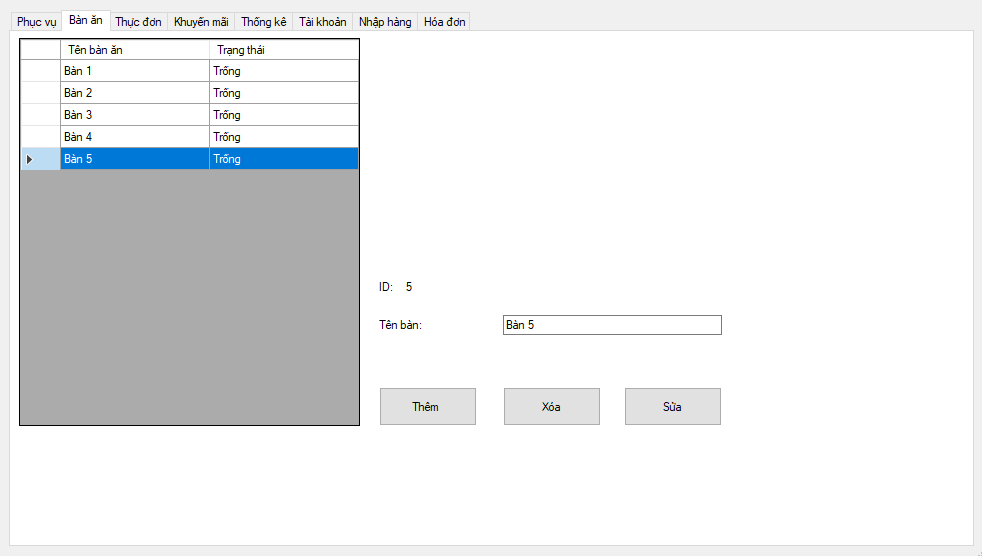 Phục vụ Bàn ăn Thực đơn Khuyến mãi Thống kê Tài khoản Nhập hàng Hóa đơn
Tên bàn ăn Trạng thái
Bàn 1 Trống
Bàn 2 Trống
Bàn 3 Trống
Bàn 4 Trống
Bàn 5 Trống
ID: 5
Tên bàn: Bàn 5
Thêm Xóa Sửa